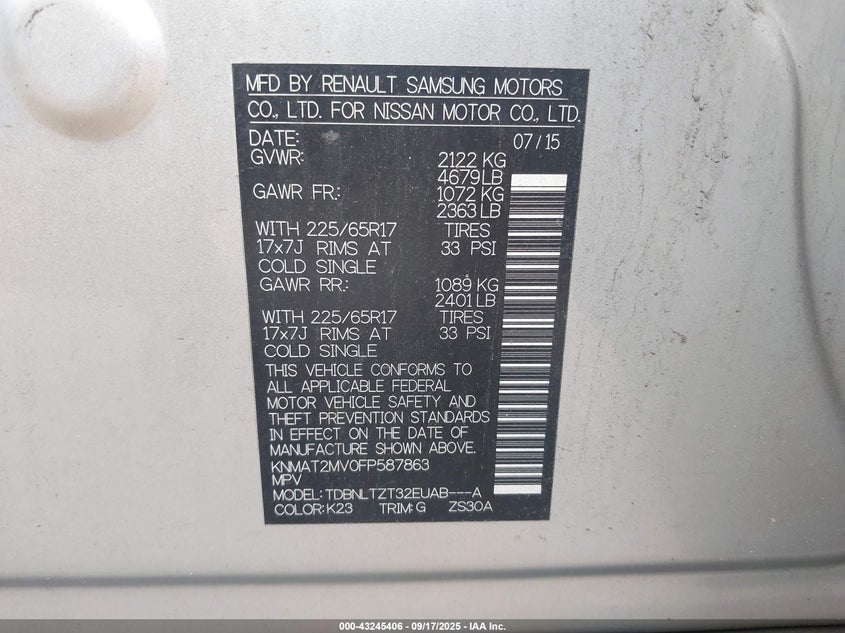 MFD BY RENAULT SAMSUNG MOTORS
CO., LTD. FOR NISSAN MOTOR CO., LTD.
DATE: 07/15
GVWR: 2122 KG
4679LB
GAWR FR.: 1072 KG
2363 LB
WITH 225/65R17 TIRES
17x7J RIMS AT 33 PSI
COLD SINGLE
GAWR RR.: 1089 KG
2401 LB
WITH 225/65R17 TIRES
17x7J RIMS AT 33 PSI
COLD SINGLE
THIS VEHICLE CONFORMS TO
ALL APPLICABLE FEDERAL
MOTOR VEHICLE SAFETY AND
THEFT PREVENTION STANDARDS
IN EFFECT ON THE DATE OF
MANUFACTURE SHOWN ABOVE.
KNMAT2MV0FP587863
MPV
MODEL: TDBNLTZT32EUAB---A
COLOR: K23 TRIM: G ZS30A
000-43245406 - 09/17/2025 - IAA Inc.